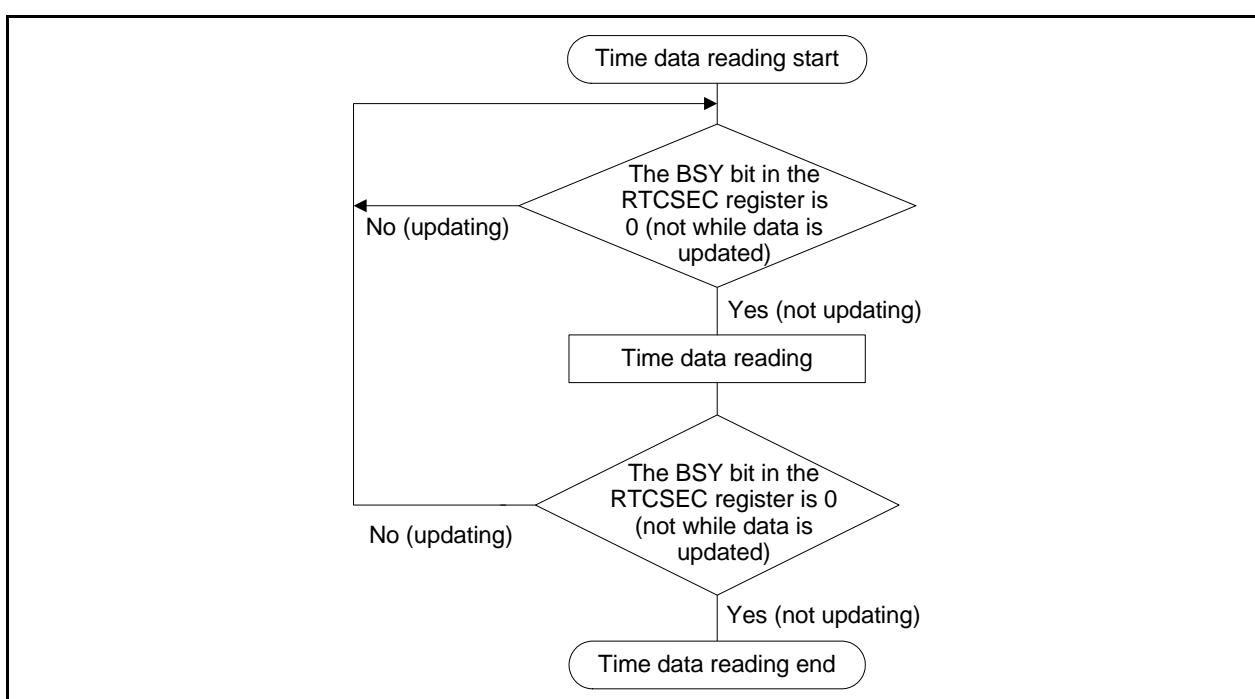 Time data reading start
The BSY bit in the
RTCSEC register is
0 (not while data is
updated)
No (updating)
Yes (not updating)
Time data reading
The BSY bit in the
RTCSEC register is 0
(not while data is
updated)
No (updating)
Yes (not updating)
Time data reading end